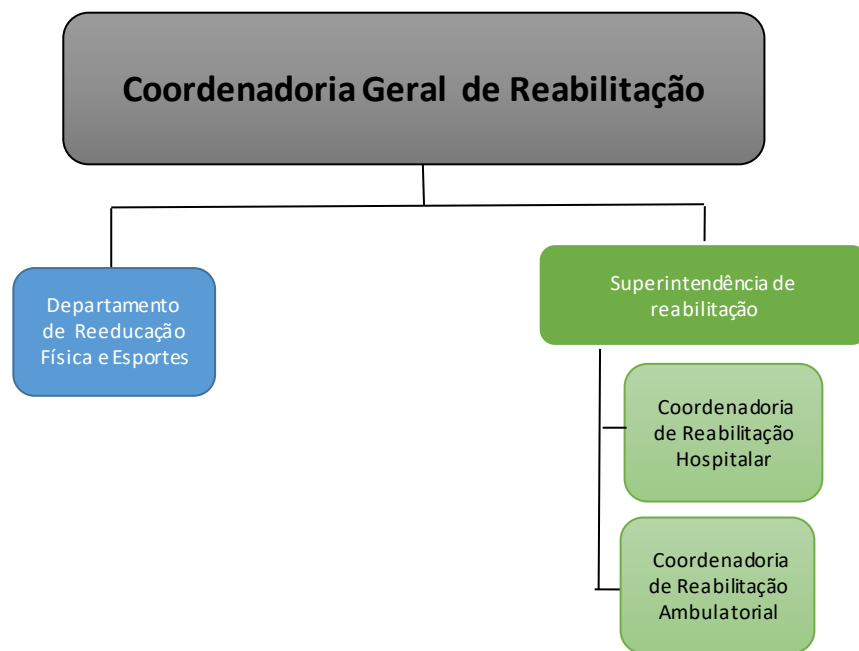 Coordenadoria Geral de Reabilitação
Departamento
de Reeducação
Física e Esportes
Superintendência de
reabilitação
Coordenadoria
de Reabilitação
Hospitalar
Coordenadoria
de Reabilitação
Ambulatorial